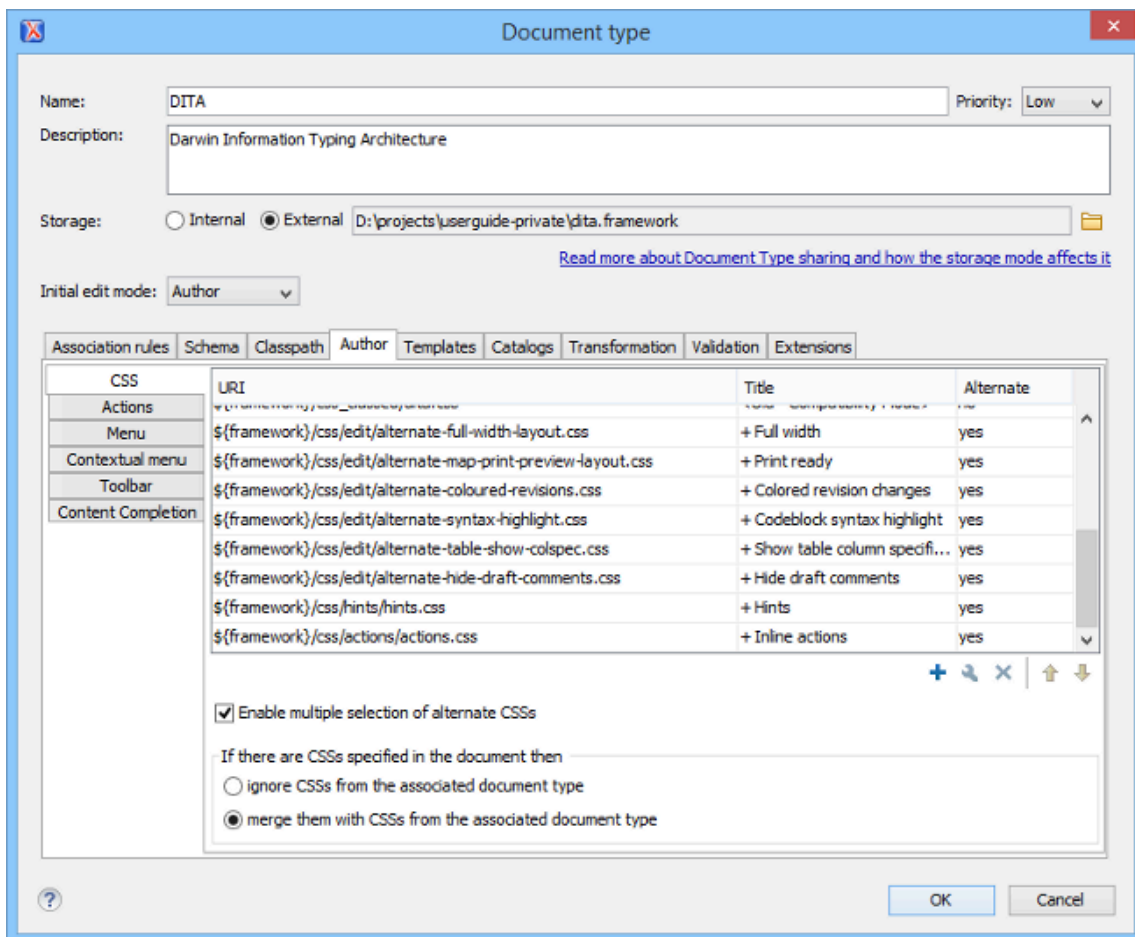 Document type
Name: DITA Priority: Low
Description: Darwin Information Typing Architecture
Storage: Internal External D:\projects\userguide-private\dita.framework
Read more about Document Type sharing and how the storage mode affects it
Initial edit mode: Author
Association rules Schema Classpath Author Templates Catalogs Transformation Validation Extensions
CSS
Actions
Menu
Contextual menu
Toolbar
Content Completion
URI Title Alternate
${framework}/css/edit/alternate-full-width-layout.css + Full width yes
${framework}/css/edit/alternate-map-print-preview-layout.css + Print ready yes
${framework}/css/edit/alternate-coloured-revisions.css + Colored revision changes yes
${framework}/css/edit/alternate-syntax-highlight.css + Codeblock syntax highlight yes
${framework}/css/edit/alternate-table-show-colspec.css + Show table column specifi... yes
${framework}/css/edit/alternate-hide-draft-comments.css + Hide draft comments yes
${framework}/css/hints/hints.css + Hints yes
${framework}/css/actions/actions.css + Inline actions yes
Enable multiple selection of alternate CSSs
If there are CSSs specified in the document then
ignore CSSs from the associated document type
merge them with CSSs from the associated document type
? OK Cancel